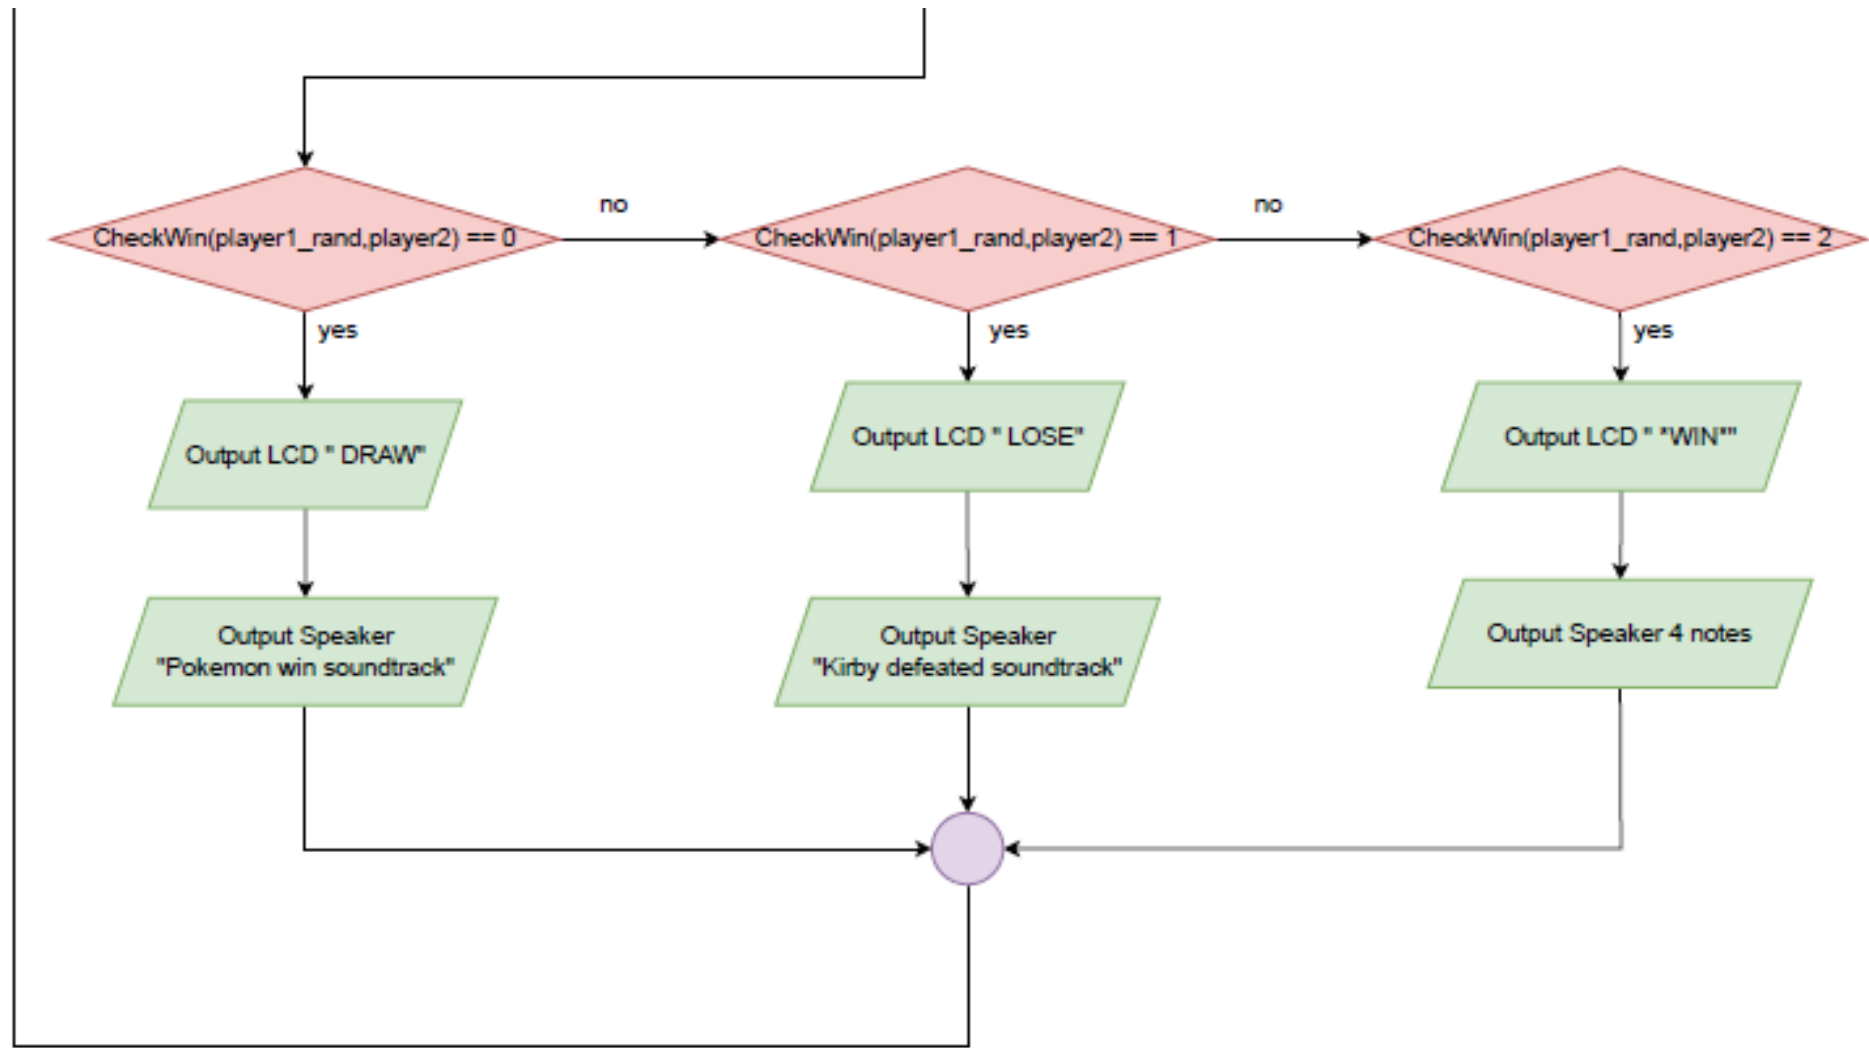 no
no
CheckWin(player1_rand,player2) == 0
CheckWin(player1_rand,player2) == 1
CheckWin(player1_rand,player2) == 2
yes
yes
yes
Output LCD " DRAW"
Output LCD " LOSE"
Output LCD " "WIN""
Output Speaker
"Pokemon win soundtrack"
Output Speaker
"Kirby defeated soundtrack"
Output Speaker 4 notes